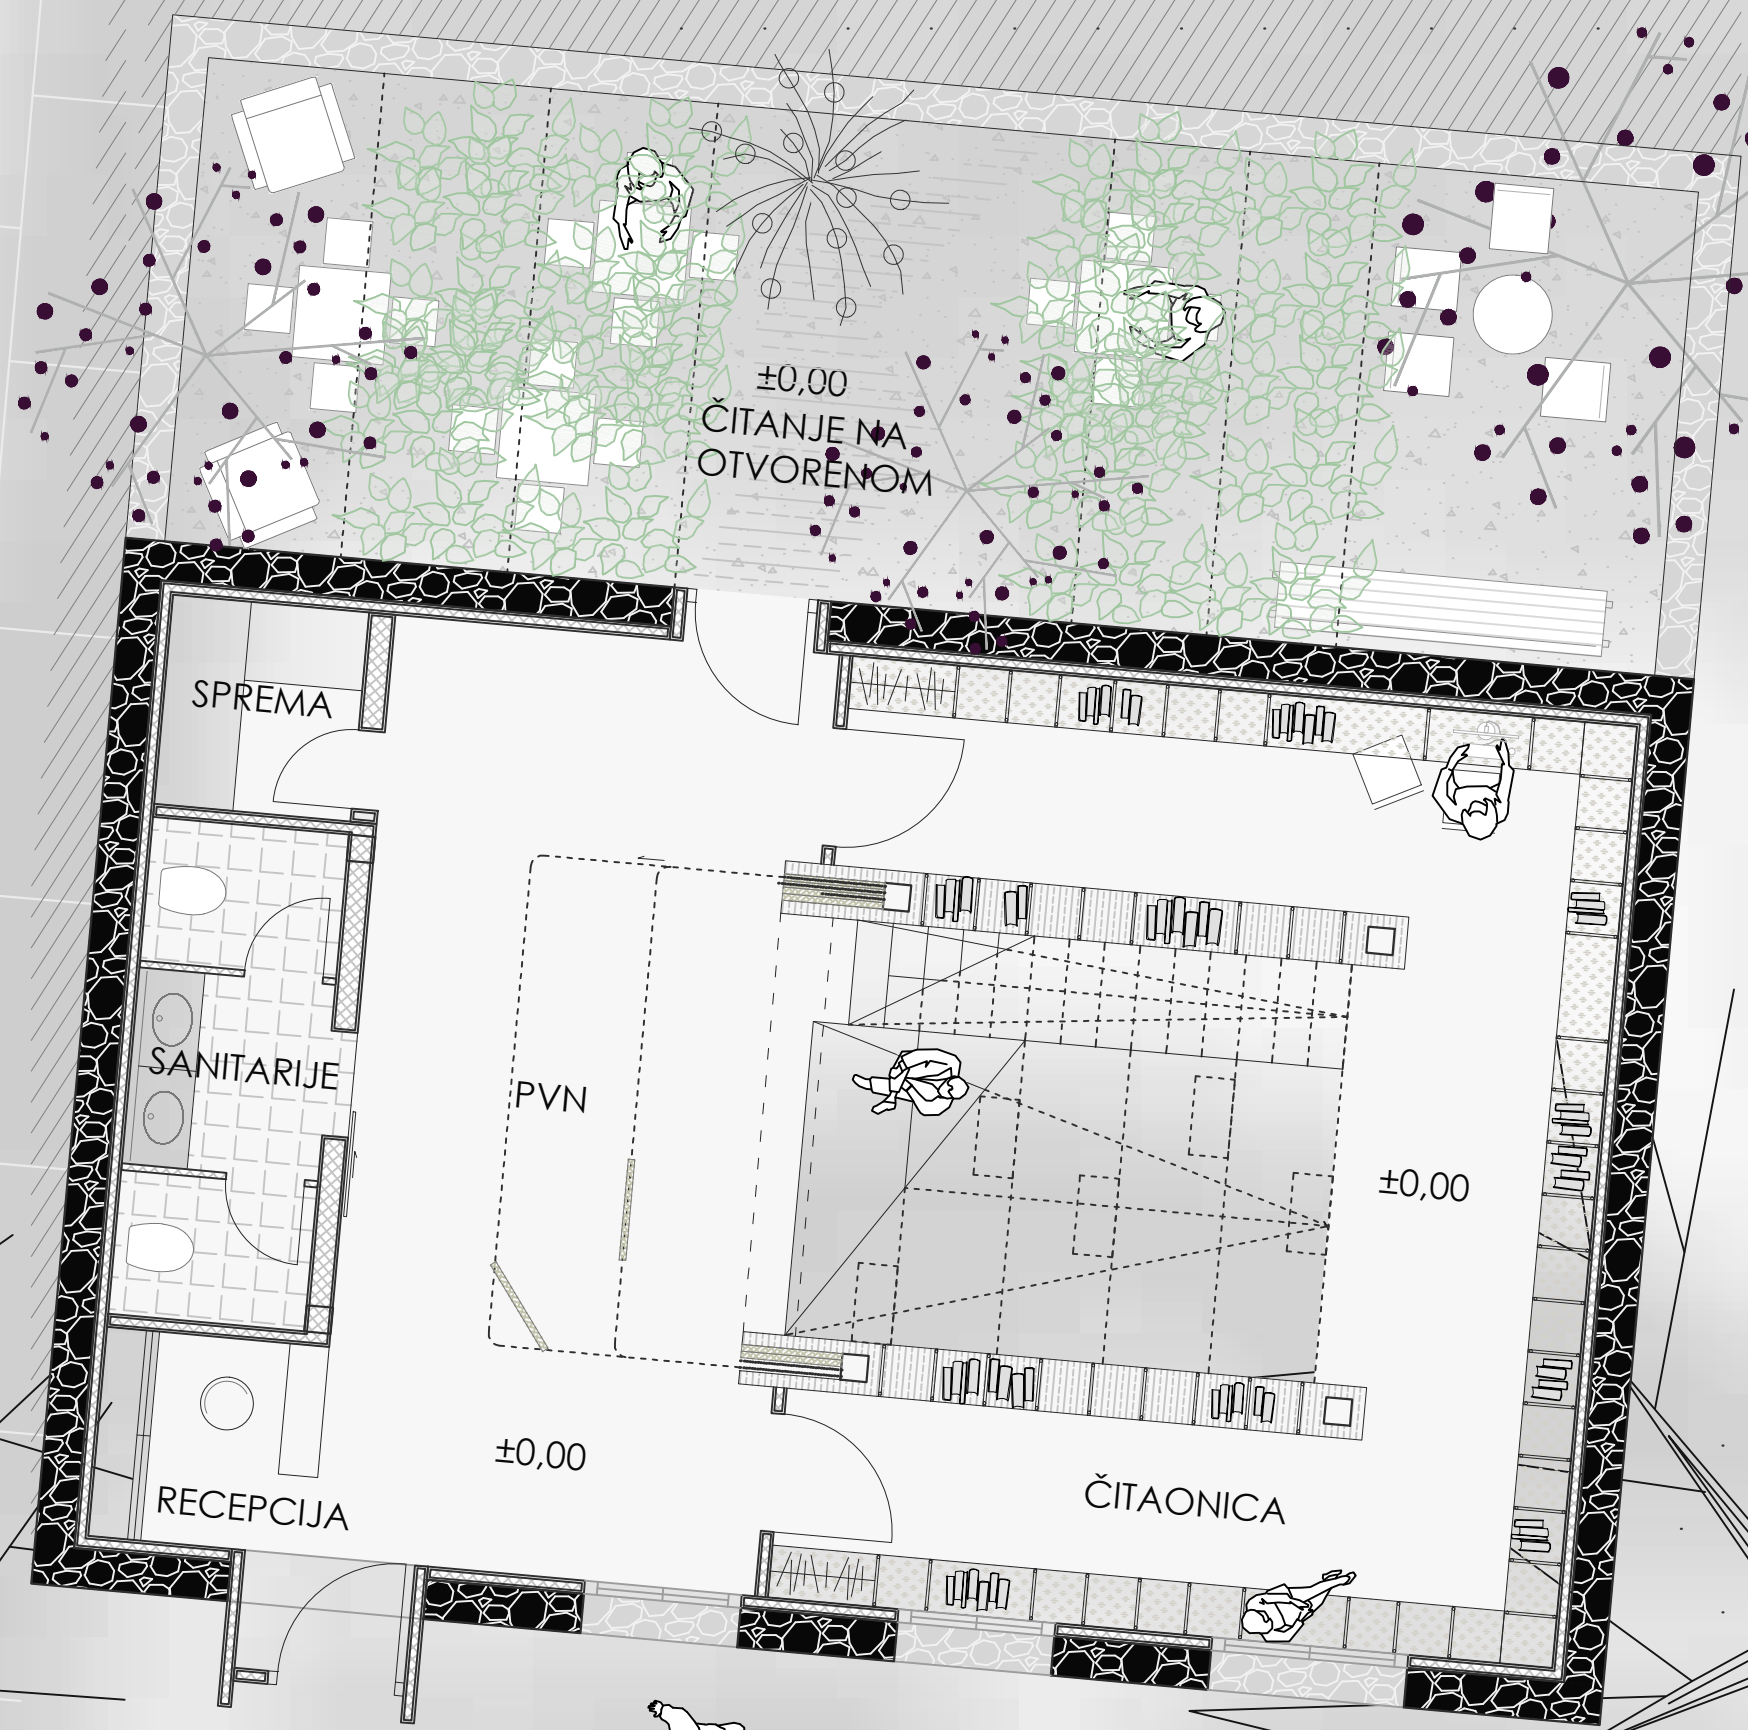 ±0,00
ČITANJE NA
OTVORENOM
SPREMA
SANITARIJE
PVN
±0,00
±0,00
ČITAONICA
RECEPCIJA